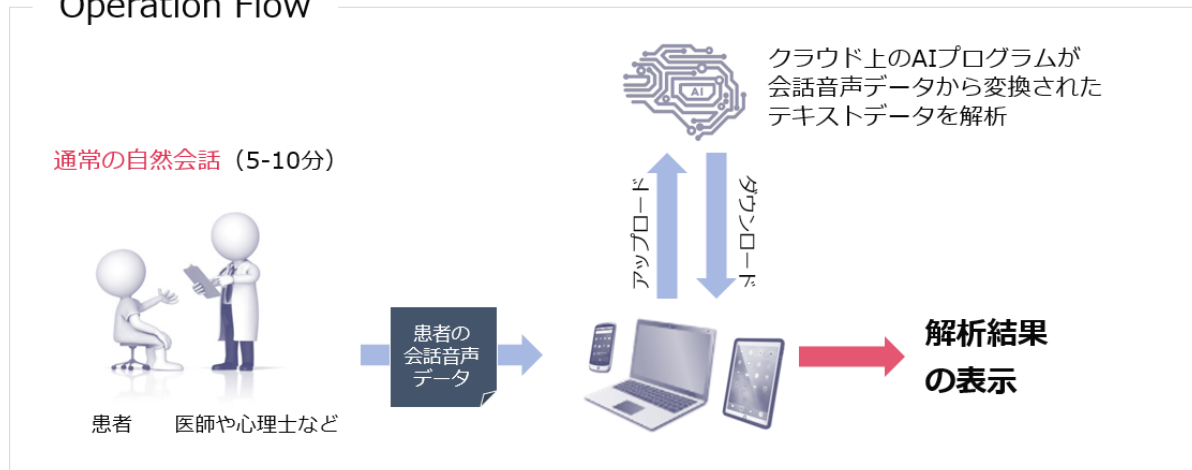 Operation Flow
クラウド上のAIプログラムが
会話音声データから変換された
テキストデータを解析
AI
通常の自然会話（5-10分）
アップロード
ダウンロード
患者の
会話音声
データ
解析結果
の表示
患者
医師や心理士など